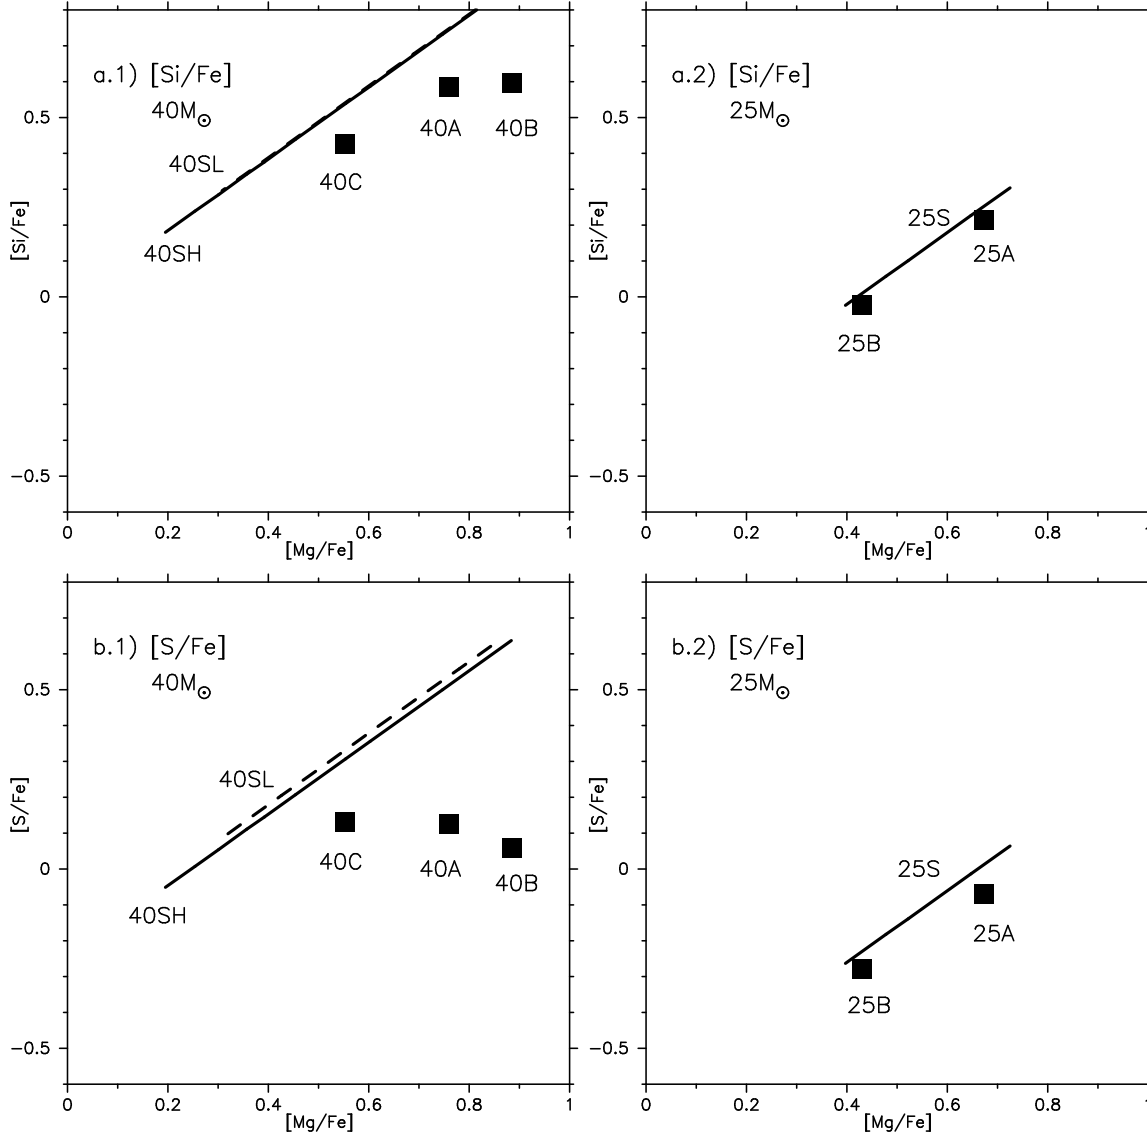 a.1) [Si/Fe]
40M⊙
40SL
40SH
40C
40A
40B
0.5
0
−0.5
[Si/Fe]
0
0.2
0.4
0.6
0.8
1
[Mg/Fe]
a.2) [Si/Fe]
25M⊙
25S
25A
25B
0.5
0
−0.5
[Si/Fe]
0
0.2
0.4
0.6
0.8
1
[Mg/Fe]
b.1) [S/Fe]
40M⊙
40SL
40SH
40C
40A
40B
0.5
0
−0.5
[S/Fe]
0
0.2
0.4
0.6
0.8
1
[Mg/Fe]
b.2) [S/Fe]
25M⊙
25S
25A
25B
0.5
0
−0.5
[S/Fe]
0
0.2
0.4
0.6
0.8
1
[Mg/Fe]